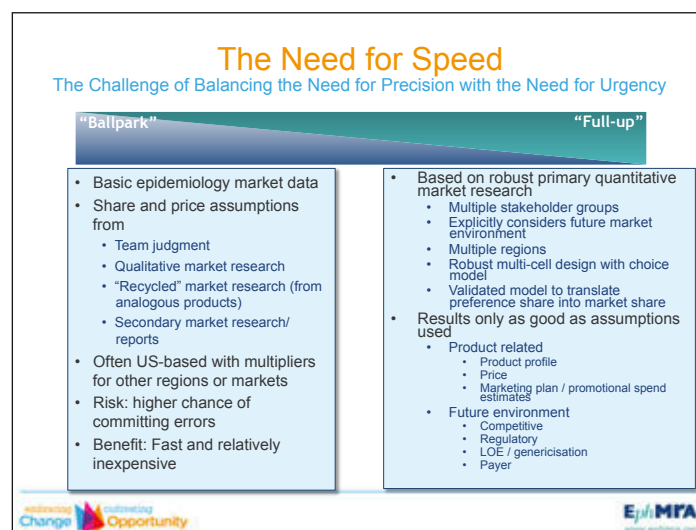 The Need for Speed
The Challenge of Balancing the Need for Precision with the Need for Urgency
“Ballpark”
“Full-up”
• Basic epidemiology market data
• Share and price assumptions
from
• Team judgment
• Qualitative market research
• “Recycled” market research (from
analogous products)
• Secondary market research/
reports
• Often US-based with multipliers
for other regions or markets
• Risk: higher chance of
committing errors
• Benefit: Fast and relatively
inexpensive
• Based on robust primary quantitative
market research
• Multiple stakeholder groups
• Explicitly considers future market
environment
• Multiple regions
• Robust multi-cell design with choice
model
• Validated model to translate
preference share into market share
• Results only as good as assumptions
used
• Product related
• Product profile
• Price
• Marketing plan / promotional spend
estimates
• Future environment
• Competitive
• Regulatory
• LOE / genericisation
• Payer
embracing
Change
cultivating
Opportunity
EphMRA